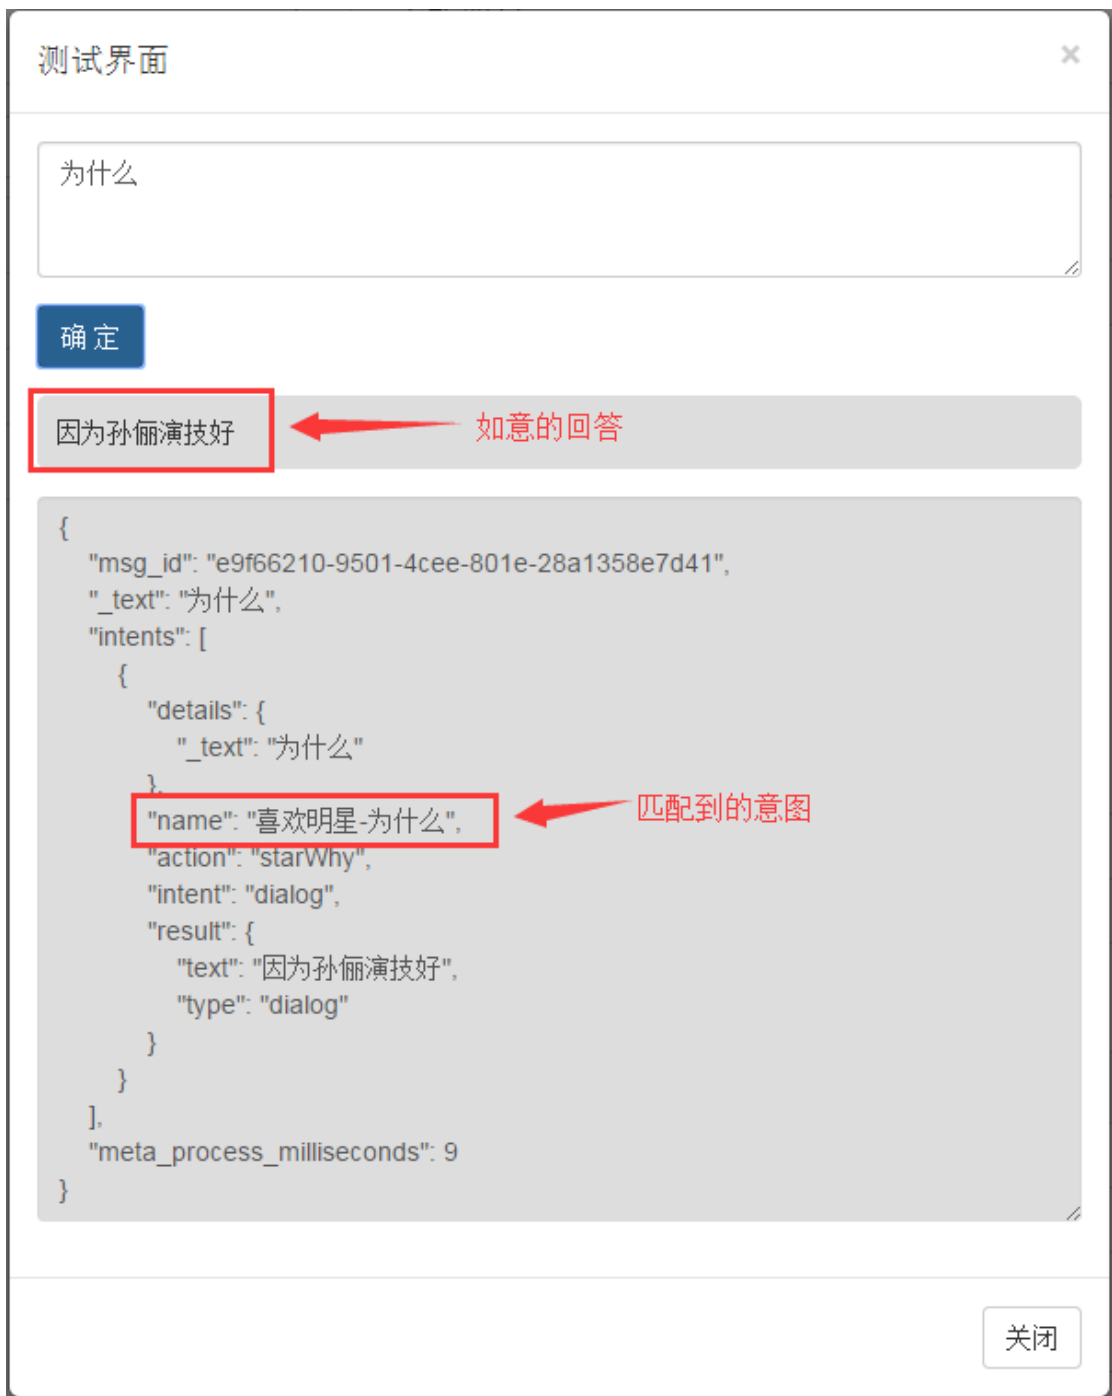 测试界面
×
为什么
确 定
因为孙俪演技好
如意的回答
{
"msg_id": "e9f66210-9501-4cee-801e-28a1358e7d41",
"_text": "为什么",
"intents": [
{
"details": {
"_text": "为什么"
},
"name": "喜欢明星-为什么",
匹配到的意图
"action": "starWhy",
"intent": "dialog",
"result": {
"text": "因为孙俪演技好",
"type": "dialog"
}
}
],
"meta_process_milliseconds": 9
}
关闭